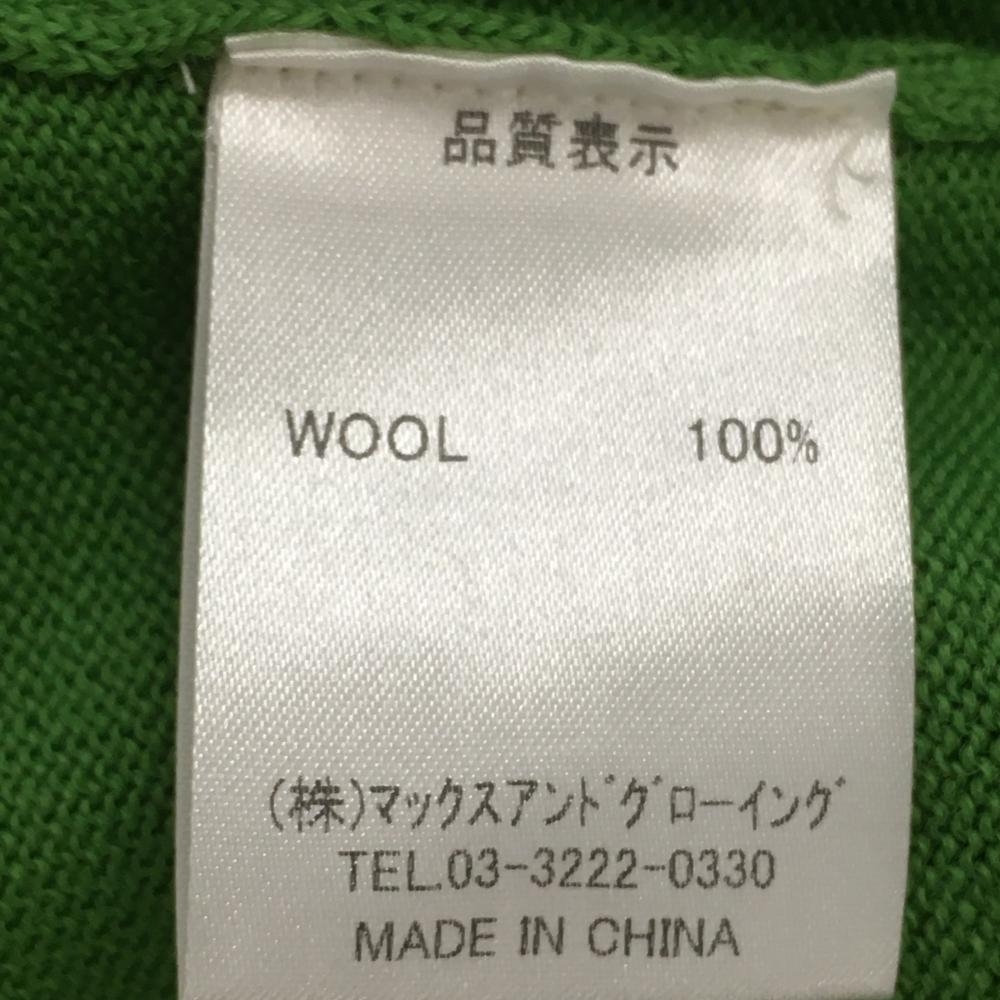 品質表示
WOOL 100%
(株)マックスアンドグローイング
TEL.03-3222-0330
MADE IN CHINA